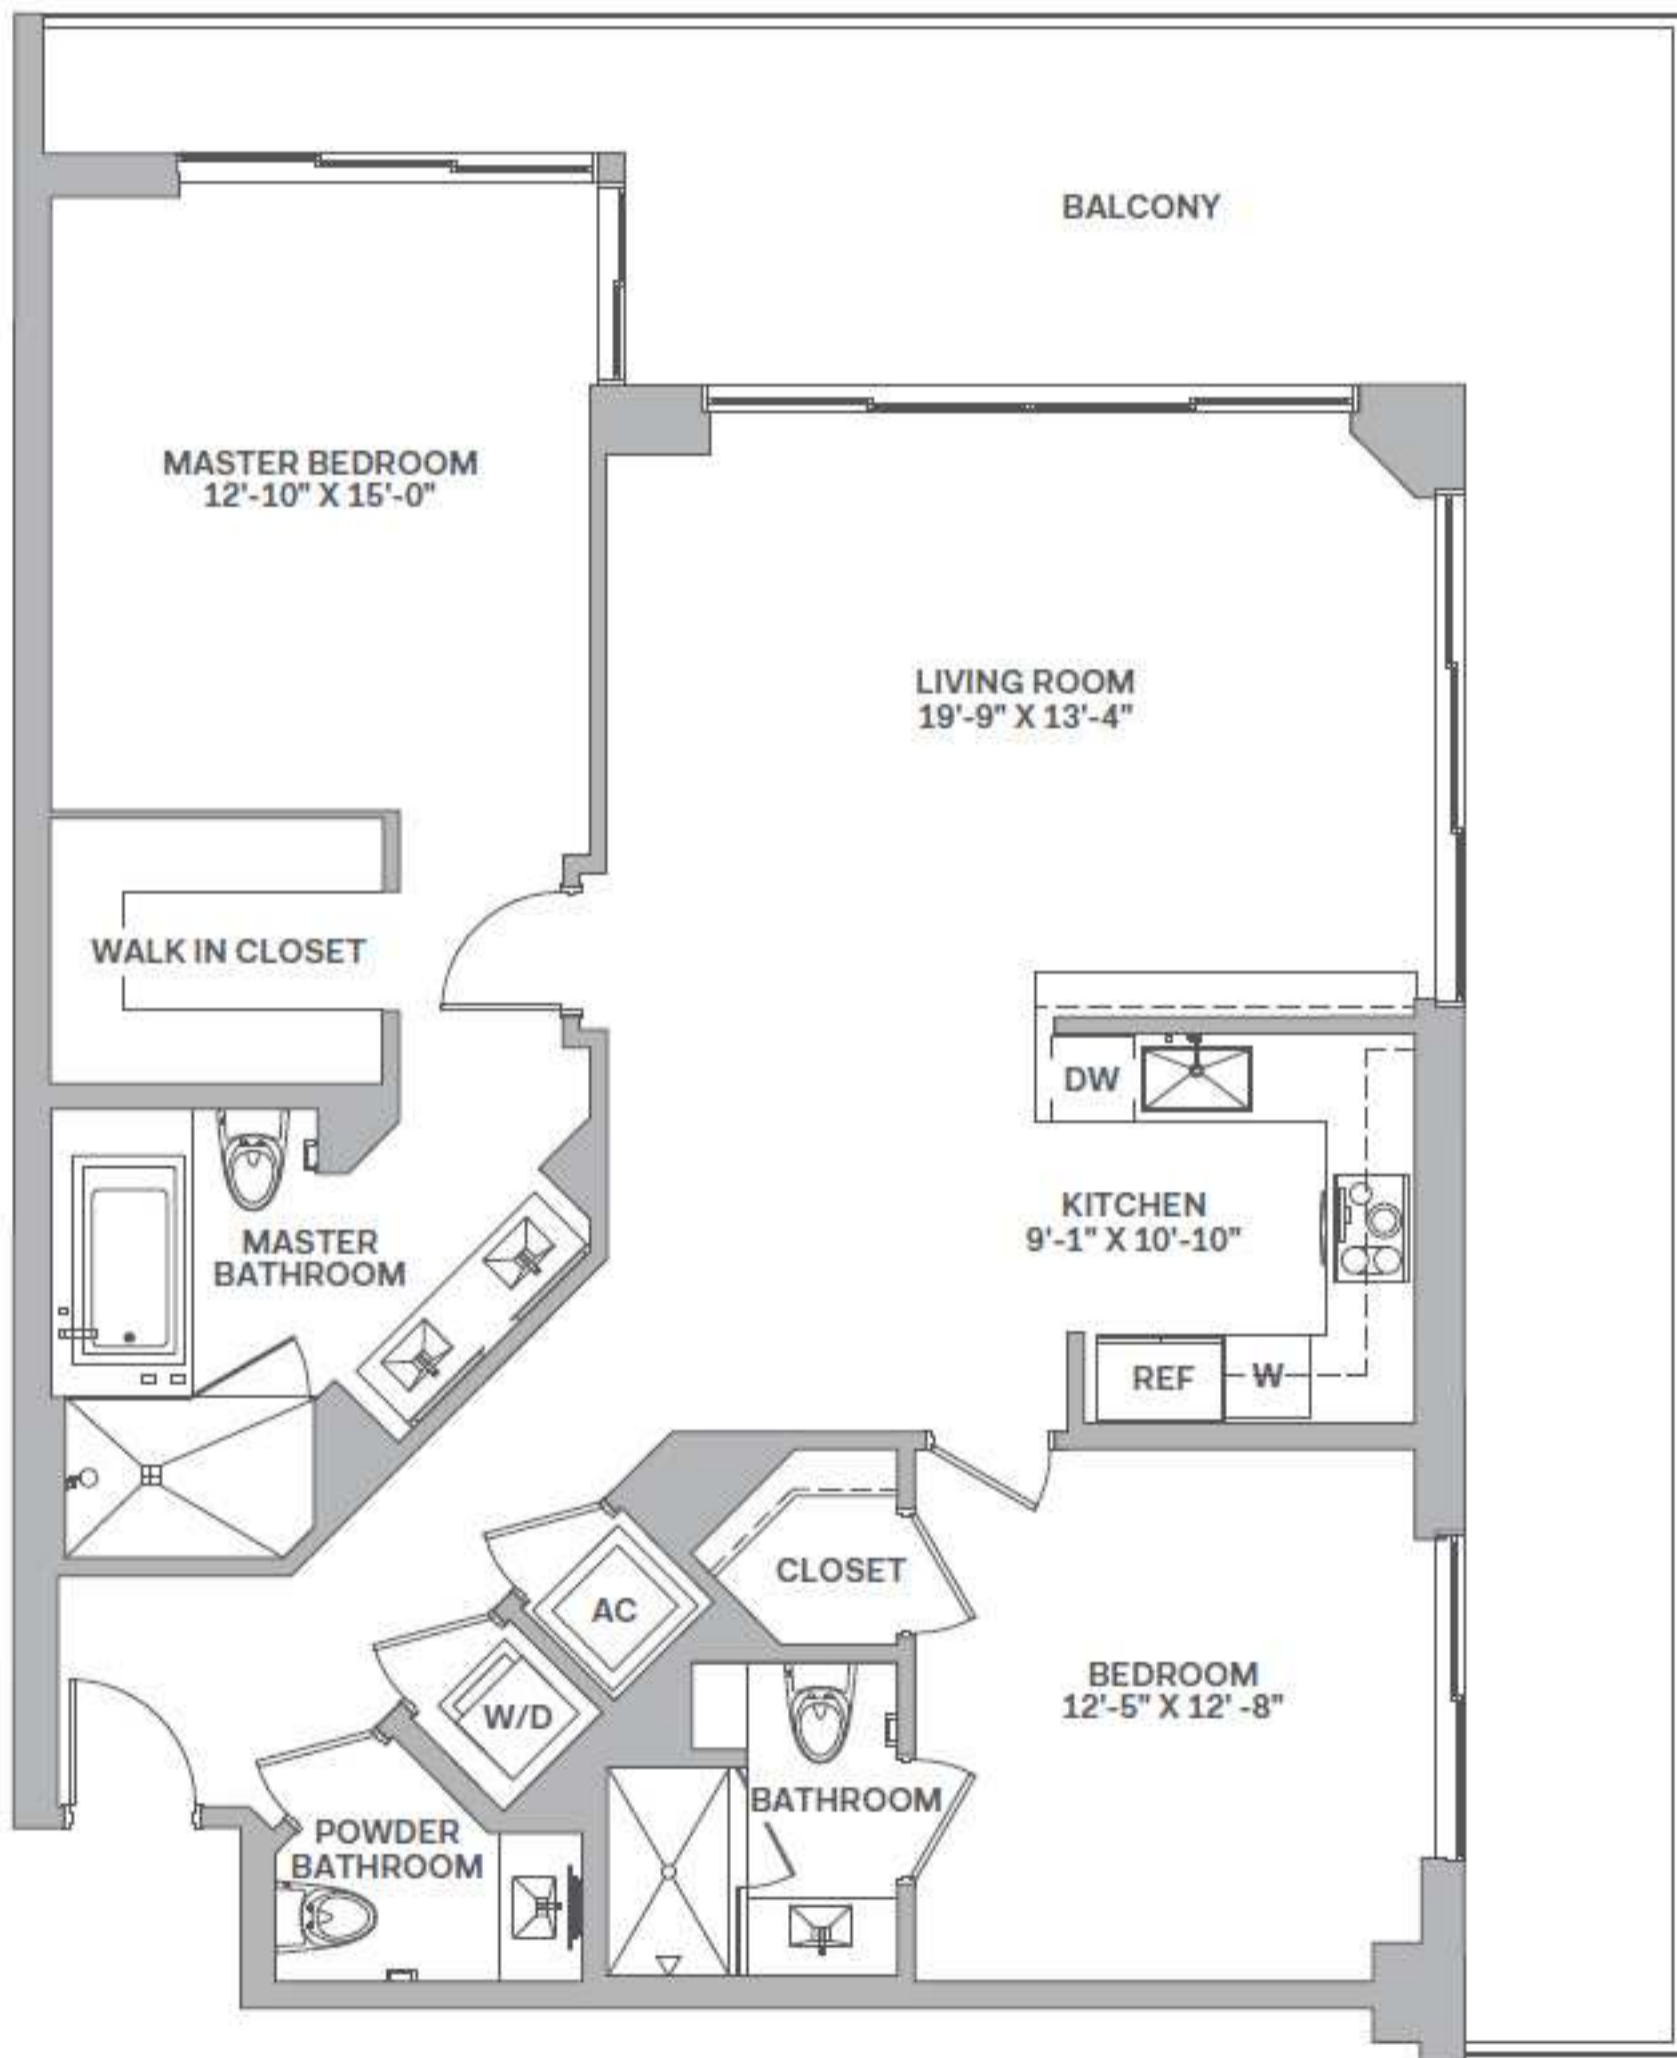 BALCONY
MASTER BEDROOM
12'-10" X 15'-0"
LIVING ROOM
19'-9" X 13'-4"
WALK IN CLOSET
DW
KITCHEN
9'-1" X 10'-10"
MASTER
BATHROOM
REF
W
CLOSET
AC
BEDROOM
12'-5" X 12' -8"
W/D
BATHROOM
POWDER
BATHROOM